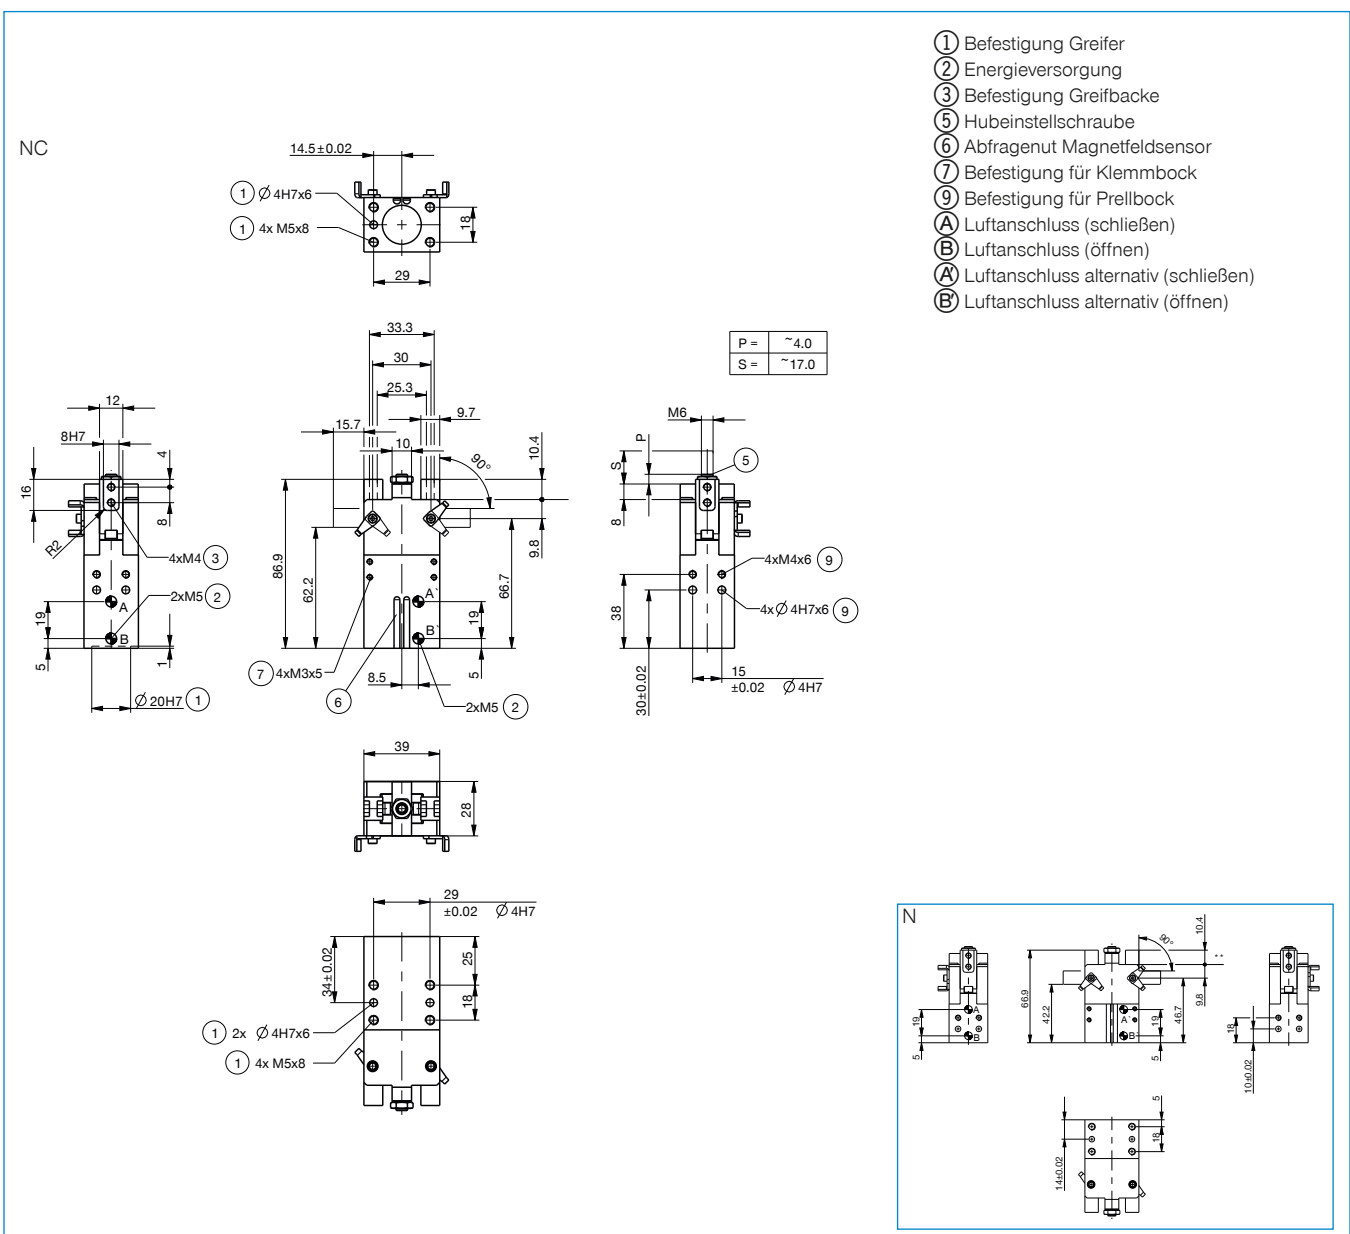 ① Befestigung Greifer
② Energieversorgung
③ Befestigung Greifbacke
⑤ Hubeinstellschraube
⑥ Abfragenut Magnetfeldsensor
⑦ Befestigung für Klemmbock
⑨ Befestigung für Prellbock
Ⓐ Luftanschluss (schließen)
Ⓑ Luftanschluss (öffnen)
A' Luftanschluss alternativ (schließen)
B' Luftanschluss alternativ (öffnen)
NC
14.5±0.02
① Ø 4H7x6
① 4x M5x8
18
29
33.3
30
25.3
15.7
10
9.7
90°
10.4
9.8
86.9
62.2
66.7
19
5
A`
B`
⑦ 4xM3x5
⑥
8.5
2xM5 ②
P = ~4.0
S = ~17.0
12
8H7
4
16
8
R2
4xM4 ③
2xM5 ②
A
B
19
5
1
Ø 20H7 ①
M6
P
S
8
⑤
4xM4x6 ⑨
4x Ø 4H7x6 ⑨
38
30±0.02
15
±0.02 Ø 4H7
39
28
29
±0.02 Ø 4H7
34±0.02
25
18
① 2x Ø 4H7x6
① 4x M5x8
N
19
5
A
B
66.9
42.2
90°
10.4
**
9.8
46.7
19
5
A`
B`
18
10±0.02
14±0.02
5
18